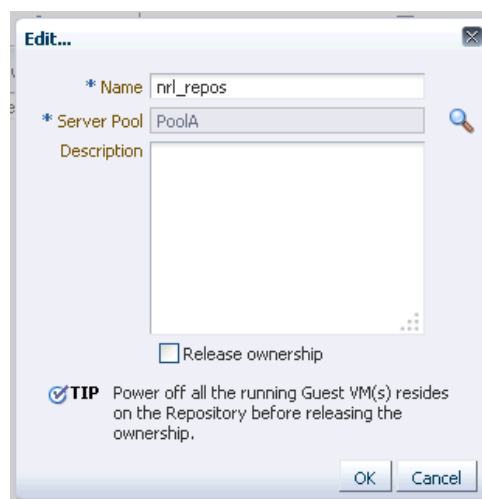 Edit...
* Name nrl_repos
* Server Pool PoolA
Description
Release ownership
TIP Power off all the running Guest VM(s) resides
on the Repository before releasing the
ownership.
OK Cancel